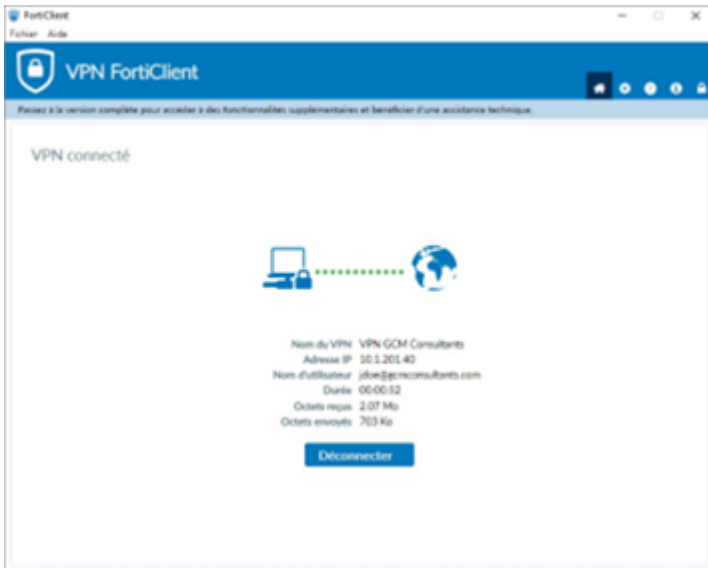 FortiClient
Fichier Aide
VPN FortiClient
Passez à la version complète pour accéder à des fonctionnalités supplémentaires et bénéficier d'une assistance technique.
VPN connecté
Nom du VPN VPN GCM Consultants
Adresse IP 10.1.201.40
Nom d'utilisateur jdoe@gcmconsultants.com
Durée 00:00:52
Octets reçus 2.07 Mo
Octets envoyés 703 Ko
Déconnecter